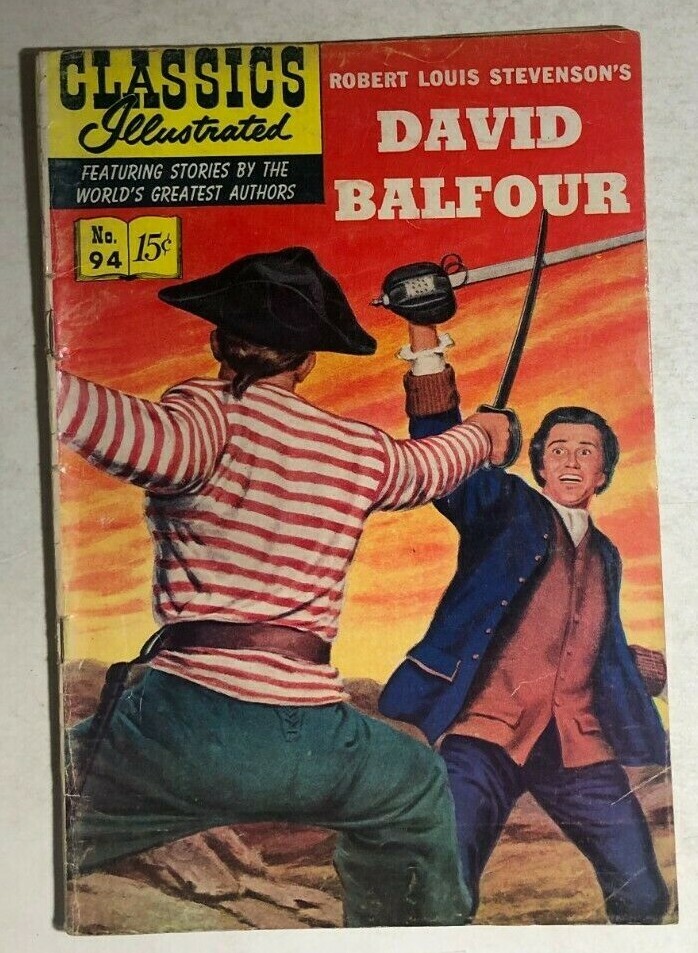 CLASSICS
Illustrated
FEATURING STORIES BY THE
WORLD'S GREATEST AUTHORS
No.
94
15¢
ROBERT LOUIS STEVENSON'S
DAVID
BALFOUR